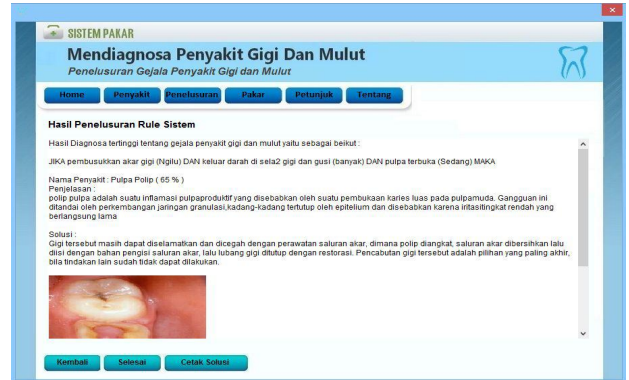 SISTEM PAKAR
Mendiagnosa Penyakit Gigi Dan Mulut
Penelusuran Gejala Penyakit Gigi dan Mulut
Home Penyakit Penelusuran Pakar Petunjuk Tentang
Hasil Penelusuran Rule Sistem
Hasil Diagnosa tertinggi tentang gejala penyakit gigi dan mulut yaitu sebagai beikut :
JIKA pembusukkan akar gigi (Ngilu) DAN keluar darah di sela2 gigi dan gusi (banyak) DAN pulpa terbuka (Sedang) MAKA
Nama Penyakit : Pulpa Polip ( 65 % )
Penjelasan :
polip pulpa adalah suatu inflamasi pulpaproduktif yang disebabkan oleh suatu pembukaan karies luas pada pulpamuda. Gangguan ini
ditandai oleh perkembangan jaringan granulasi,kadang-kadang tertutup oleh epitelium dan disebabkan karena iritasitingkat rendah yang
berlangsung lama
Solusi :
Gigi tersebut masih dapat diselamatkan dan dicegah dengan perawatan saluran akar, dimana polip diangkat, saluran akar dibersihkan lalu
diisi dengan bahan pengisi saluran akar, lalu lubang gigi ditutup dengan restorasi. Pencabutan gigi tersebut adalah pilihan yang paling akhir,
bila tindakan lain sudah tidak dapat dilakukan.
Kembali Selesai Cetak Solusi